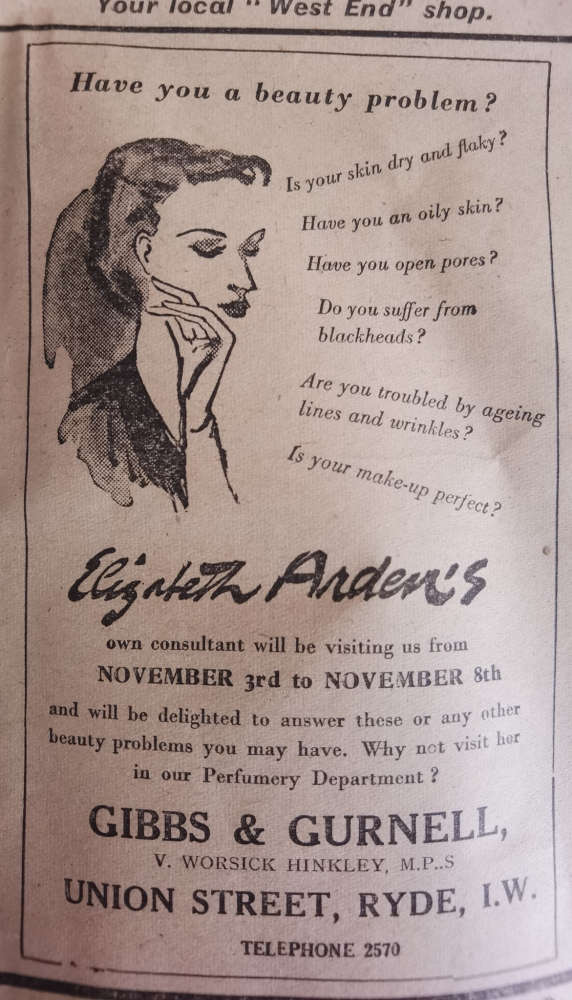 Your local "West End" shop.
Have you a beauty problem?
Is your skin dry and flaky?
Have you an oily skin?
Have you open pores?
Do you suffer from
blackheads?
Are you troubled by ageing
lines and wrinkles?
Is your make-up perfect?
Elizabeth Arden's
own consultant will be visiting us from
NOVEMBER 3rd to NOVEMBER 8th
and will be delighted to answer these or any other
beauty problems you may have. Why not visit her
in our Perfumery Department?
GIBBS & GURNELL,
V. WORSICK HINKLEY, M.P..S
UNION STREET, RYDE, I.W.
TELEPHONE 2570